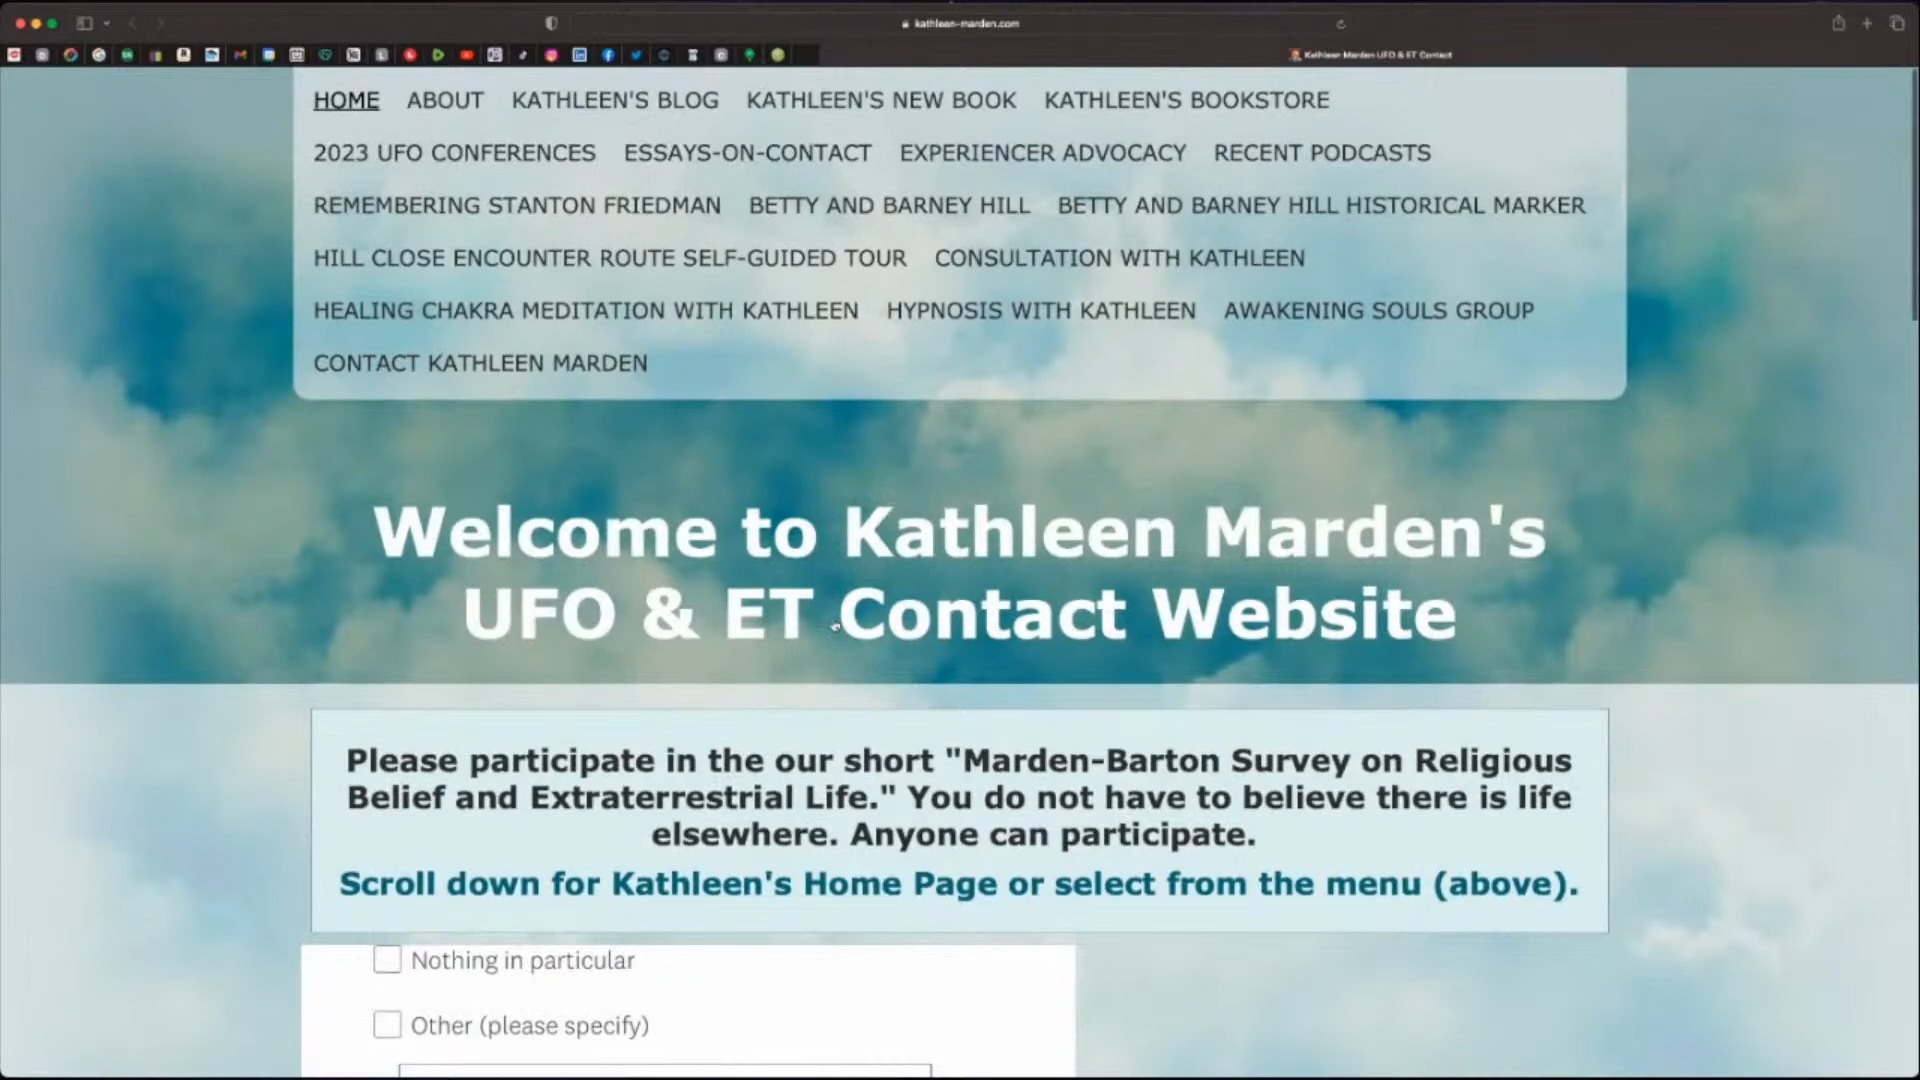 kathleen-marden.com
Kathleen Marden UFO & ET Contact
HOME ABOUT KATHLEEN'S BLOG KATHLEEN'S NEW BOOK KATHLEEN'S BOOKSTORE
2023 UFO CONFERENCES ESSAYS-ON-CONTACT EXPERIENCER ADVOCACY RECENT PODCASTS
REMEMBERING STANTON FRIEDMAN BETTY AND BARNEY HILL BETTY AND BARNEY HILL HISTORICAL MARKER
HILL CLOSE ENCOUNTER ROUTE SELF-GUIDED TOUR CONSULTATION WITH KATHLEEN
HEALING CHAKRA MEDITATION WITH KATHLEEN HYPNOSIS WITH KATHLEEN AWAKENING SOULS GROUP
CONTACT KATHLEEN MARDEN
Welcome to Kathleen Marden's
UFO & ET Contact Website
Please participate in the our short "Marden-Barton Survey on Religious
Belief and Extraterrestrial Life." You do not have to believe there is life
elsewhere. Anyone can participate.
Scroll down for Kathleen's Home Page or select from the menu (above).
Nothing in particular
Other (please specify)